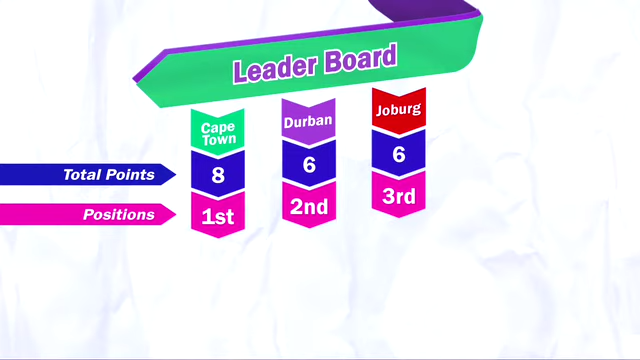 Leader Board
Cape
Town
Durban
Joburg
Total Points
8
6
6
Positions
1st
2nd
3rd